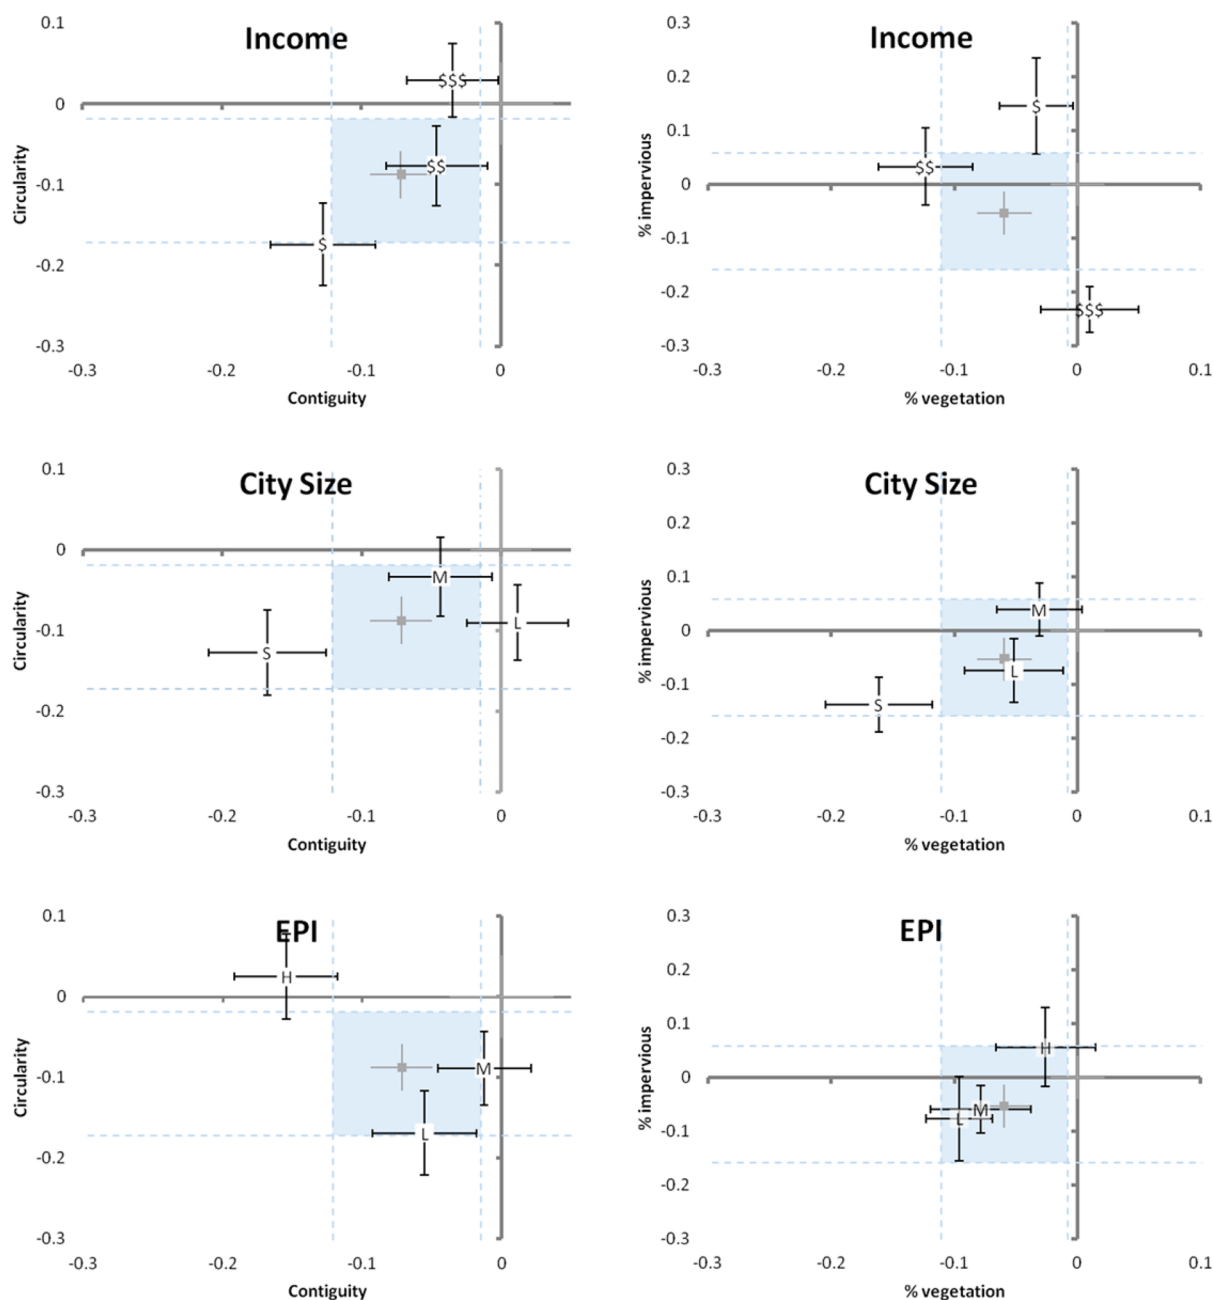 Income
0.1
0
-0.1
-0.2
-0.3
Circularity
$$$
$$
$
-0.3 -0.2 -0.1 0
Contiguity
Income
0.3
0.2
0.1
0
-0.1
-0.2
-0.3
% impervious
$
$$
$$$
-0.3 -0.2 -0.1 0 0.1
% vegetation
City Size
0.1
0
-0.1
-0.2
-0.3
Circularity
M
L
S
-0.3 -0.2 -0.1 0
Contiguity
City Size
0.3
0.2
0.1
0
-0.1
-0.2
-0.3
% impervious
M
L
S
-0.3 -0.2 -0.1 0 0.1
% vegetation
EPI
0.1
0
-0.1
-0.2
-0.3
Circularity
H
M
L
-0.3 -0.2 -0.1 0
Contiguity
EPI
0.3
0.2
0.1
0
-0.1
-0.2
-0.3
% impervious
H
M
L
-0.3 -0.2 -0.1 0 0.1
% vegetation